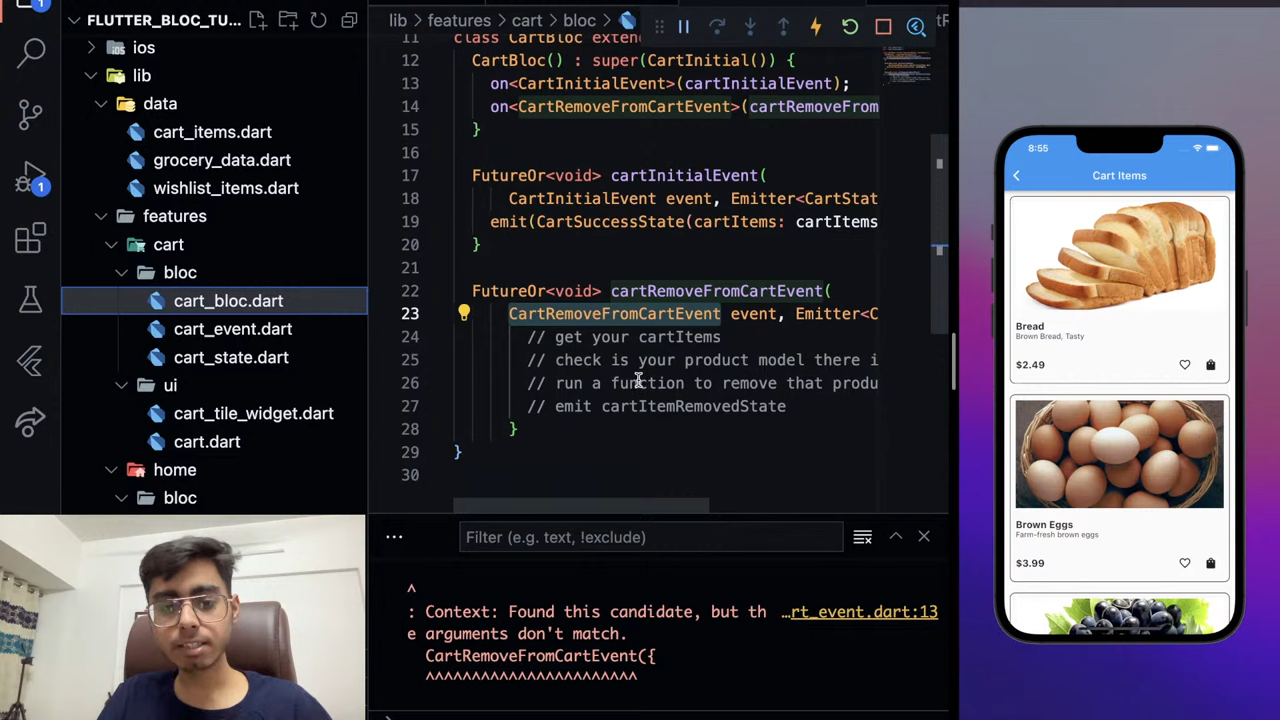 FLUTTER_BLOC_TU...
ios
lib
data
cart_items.dart
grocery_data.dart
wishlist_items.dart
features
cart
bloc
cart_bloc.dart
cart_event.dart
cart_state.dart
ui
cart_tile_widget.dart
cart.dart
home
bloc
1
lib > features > cart > bloc >
11 class CartBloc exten
12 CartBloc() : super(CartInitial()) {
13 on<CartInitialEvent>(cartInitialEvent);
14 on<CartRemoveFromCartEvent>(cartRemoveFrom
15 }
16
17 FutureOr<void> cartInitialEvent(
18 CartInitialEvent event, Emitter<CartStat
19 emit(CartSuccessState(cartItems: cartItems
20 }
21
22 FutureOr<void> cartRemoveFromCartEvent(
23 CartRemoveFromCartEvent event, Emitter<C
24 // get your cartItems
25 // check is your product model there i
26 // run a function to remove that produ
27 // emit cartItemRemovedState
28 }
29 }
30
Filter (e.g. text, !exclude)
^
: Context: Found this candidate, but th …rt_event.dart:13
e arguments don't match.
CartRemoveFromCartEvent({
^^^^^^^^^^^^^^^^^^^^^^^
8:55
Cart Items
Bread
Brown Bread, Tasty
$2.49
Brown Eggs
Farm-fresh brown eggs
$3.99